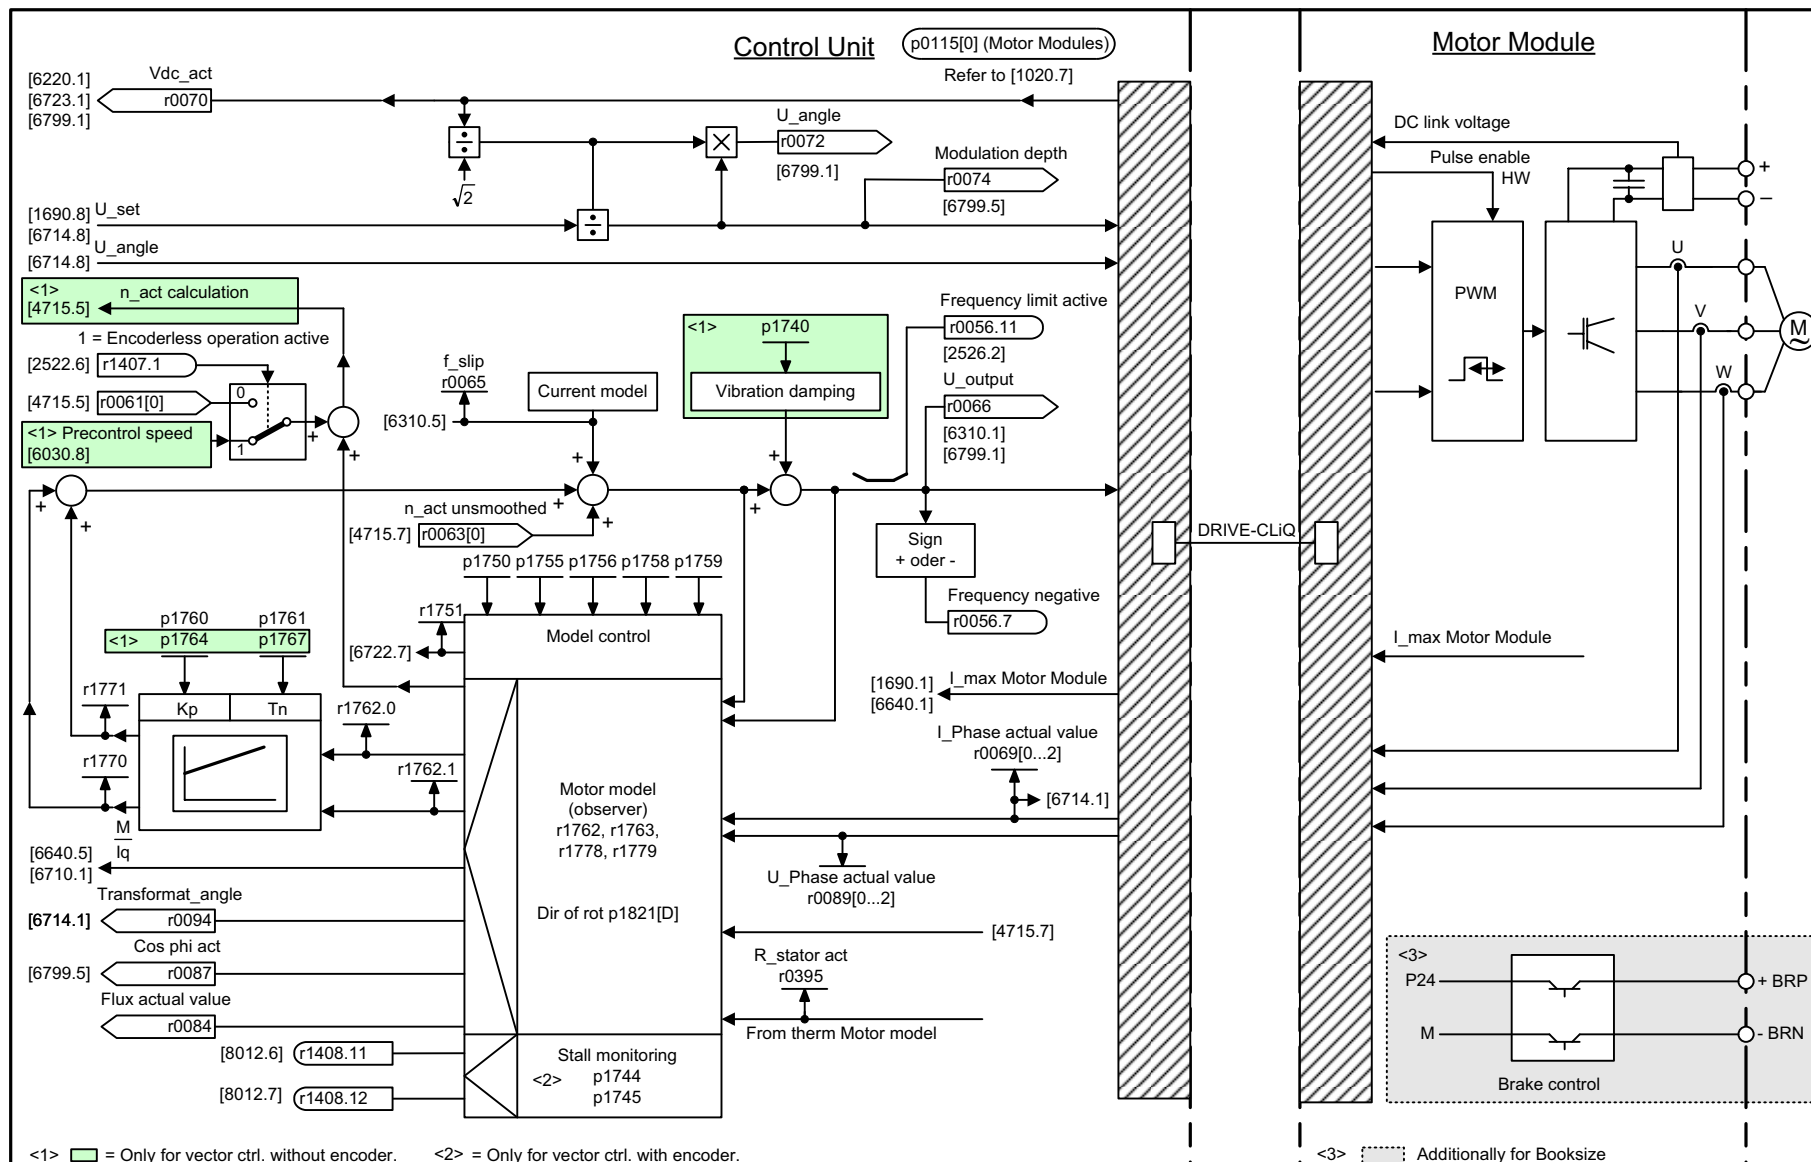 Control Unit
p0115[0] (Motor Modules)
Refer to [1020.7]
Motor Module
[6220.1]
[6723.1]
[6799.1]
Vdc_act
r0070
÷
√2
×
U_angle
r0072
[6799.1]
Modulation depth
r0074
[6799.5]
[1690.8]
[6714.8]
U_set
÷
U_angle
[6714.8]
<1>
[4715.5]
n_act calculation
1 = Encoderless operation active
[2522.6]
r1407.1
[4715.5]
r0061[0]
0
1
+
+
<1> Precontrol speed
[6030.8]
f_slip
r0065
[6310.5]
Current model
<1>
p1740
Vibration damping
Frequency limit active
r0056.11
[2526.2]
U_output
r0066
[6310.1]
[6799.1]
+
+
+
+
+
+
+
n_act unsmoothed
[4715.7]
r0063[0]
Sign
+ oder -
Frequency negative
r0056.7
p1750
p1755
p1756
p1758
p1759
r1751
[6722.7]
Model control
p1760
p1761
<1>
p1764
p1767
Kp
Tn
r1771
r1770
r1762.0
r1762.1
Motor model
(observer)
r1762, r1763,
r1778, r1779
Dir of rot p1821[D]
[1690.1]
[6640.1]
I_max Motor Module
I_Phase actual value
r0069[0...2]
[6714.1]
U_Phase actual value
r0089[0...2]
[4715.7]
R_stator act
r0395
From therm Motor model
M
Iq
[6640.5]
[6710.1]
Transformat_angle
[6714.1]
r0094
Cos phi act
[6799.5]
r0087
Flux actual value
r0084
[8012.6]
r1408.11
[8012.7]
r1408.12
Stall monitoring
<2>
p1744
p1745
DRIVE-CLiQ
DC link voltage
Pulse enable
HW
PWM
+
–
U
V
W
M
~
I_max Motor Module
<3>
P24
M
+ BRP
- BRN
Brake control
<1>
= Only for vector ctrl. without encoder.
<2> = Only for vector ctrl. with encoder.
<3>
Additionally for Booksize